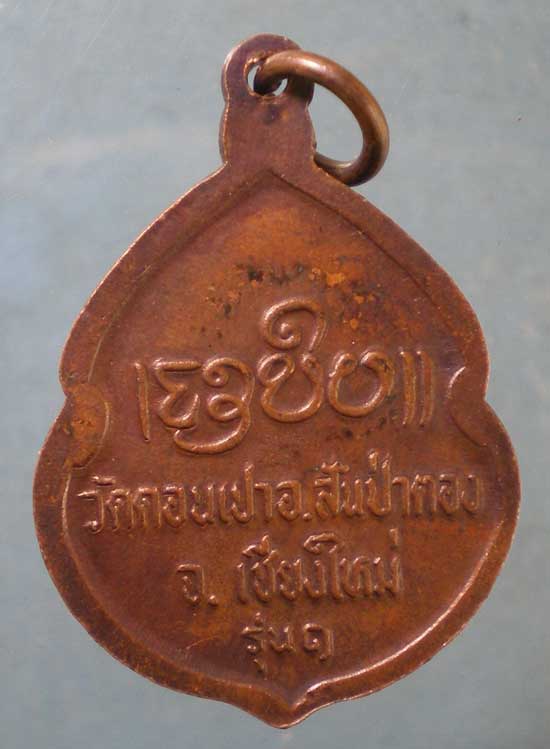 วัดดอนเปาอ.สันป่าตอง
จ. เชียงใหม่
รุ่น๑